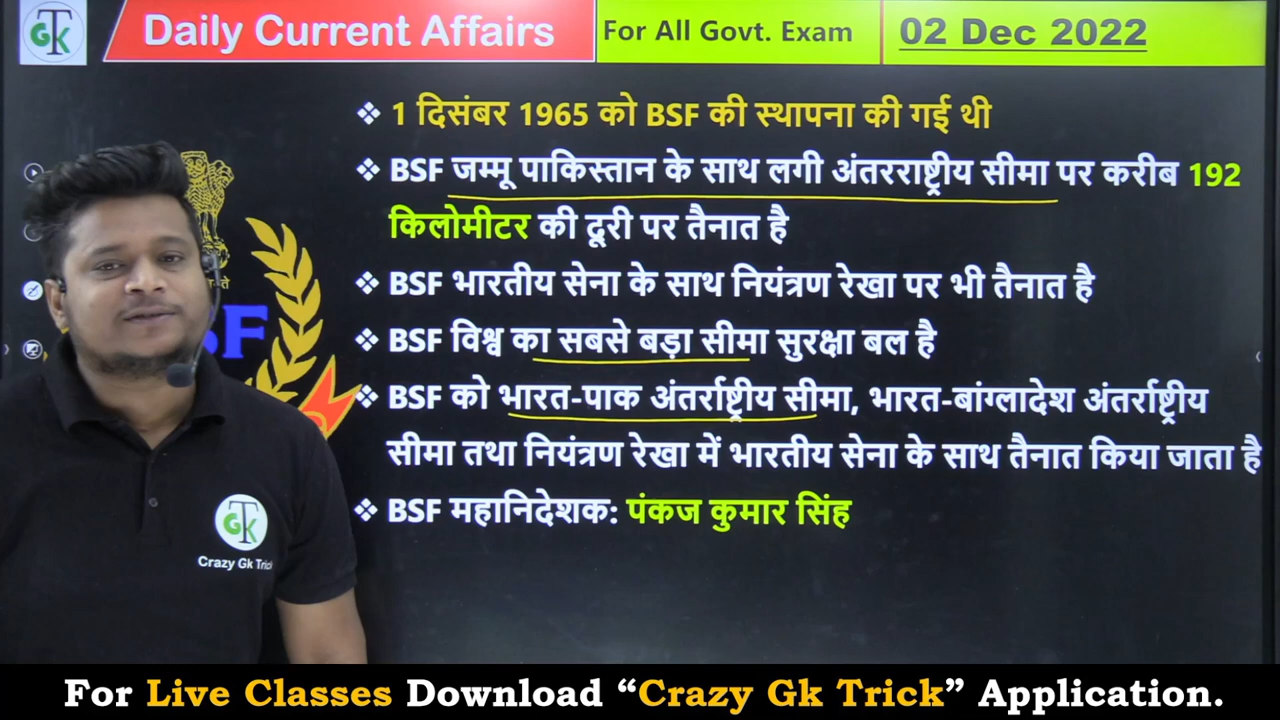 GTK
Daily Current Affairs
For All Govt. Exam
02 Dec 2022
❖ 1 दिसंबर 1965 को BSF की स्थापना की गई थी
❖ BSF जम्मू पाकिस्तान के साथ लगी अंतरराष्ट्रीय सीमा पर करीब 192
किलोमीटर की दूरी पर तैनात है
❖ BSF भारतीय सेना के साथ नियंत्रण रेखा पर भी तैनात है
❖ BSF विश्व का सबसे बड़ा सीमा सुरक्षा बल है
❖ BSF को भारत-पाक अंतर्राष्ट्रीय सीमा, भारत-बांग्लादेश अंतर्राष्ट्रीय
सीमा तथा नियंत्रण रेखा में भारतीय सेना के साथ तैनात किया जाता है
❖ BSF महानिदेशक: पंकज कुमार सिंह
SF
GTK
Crazy Gk Trick
For Live Classes Download “Crazy Gk Trick” Application.